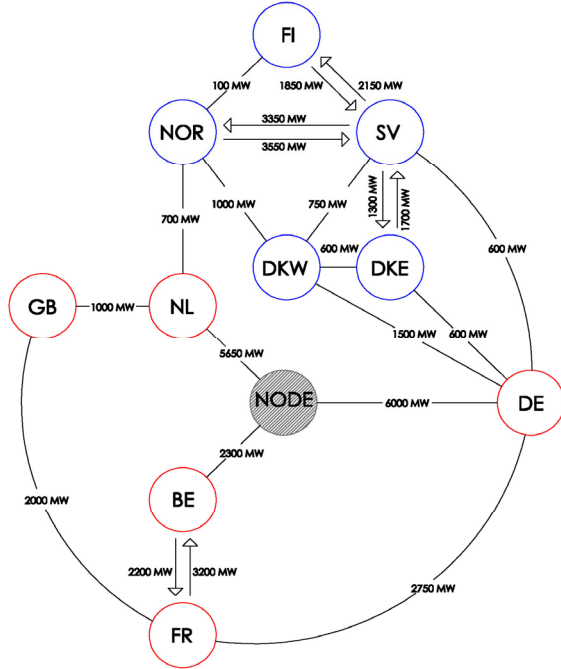 FI
100 MW
1850 MW
2150 MW
NOR
3350 MW
3550 MW
SV
700 MW
1000 MW
750 MW
1300 MW
1700 MW
600 MW
600 MW
DKW
DKE
GB
1000 MW
NL
1500 MW
600 MW
5650 MW
NODE
6000 MW
DE
2300 MW
BE
2000 MW
2200 MW
3200 MW
2750 MW
FR